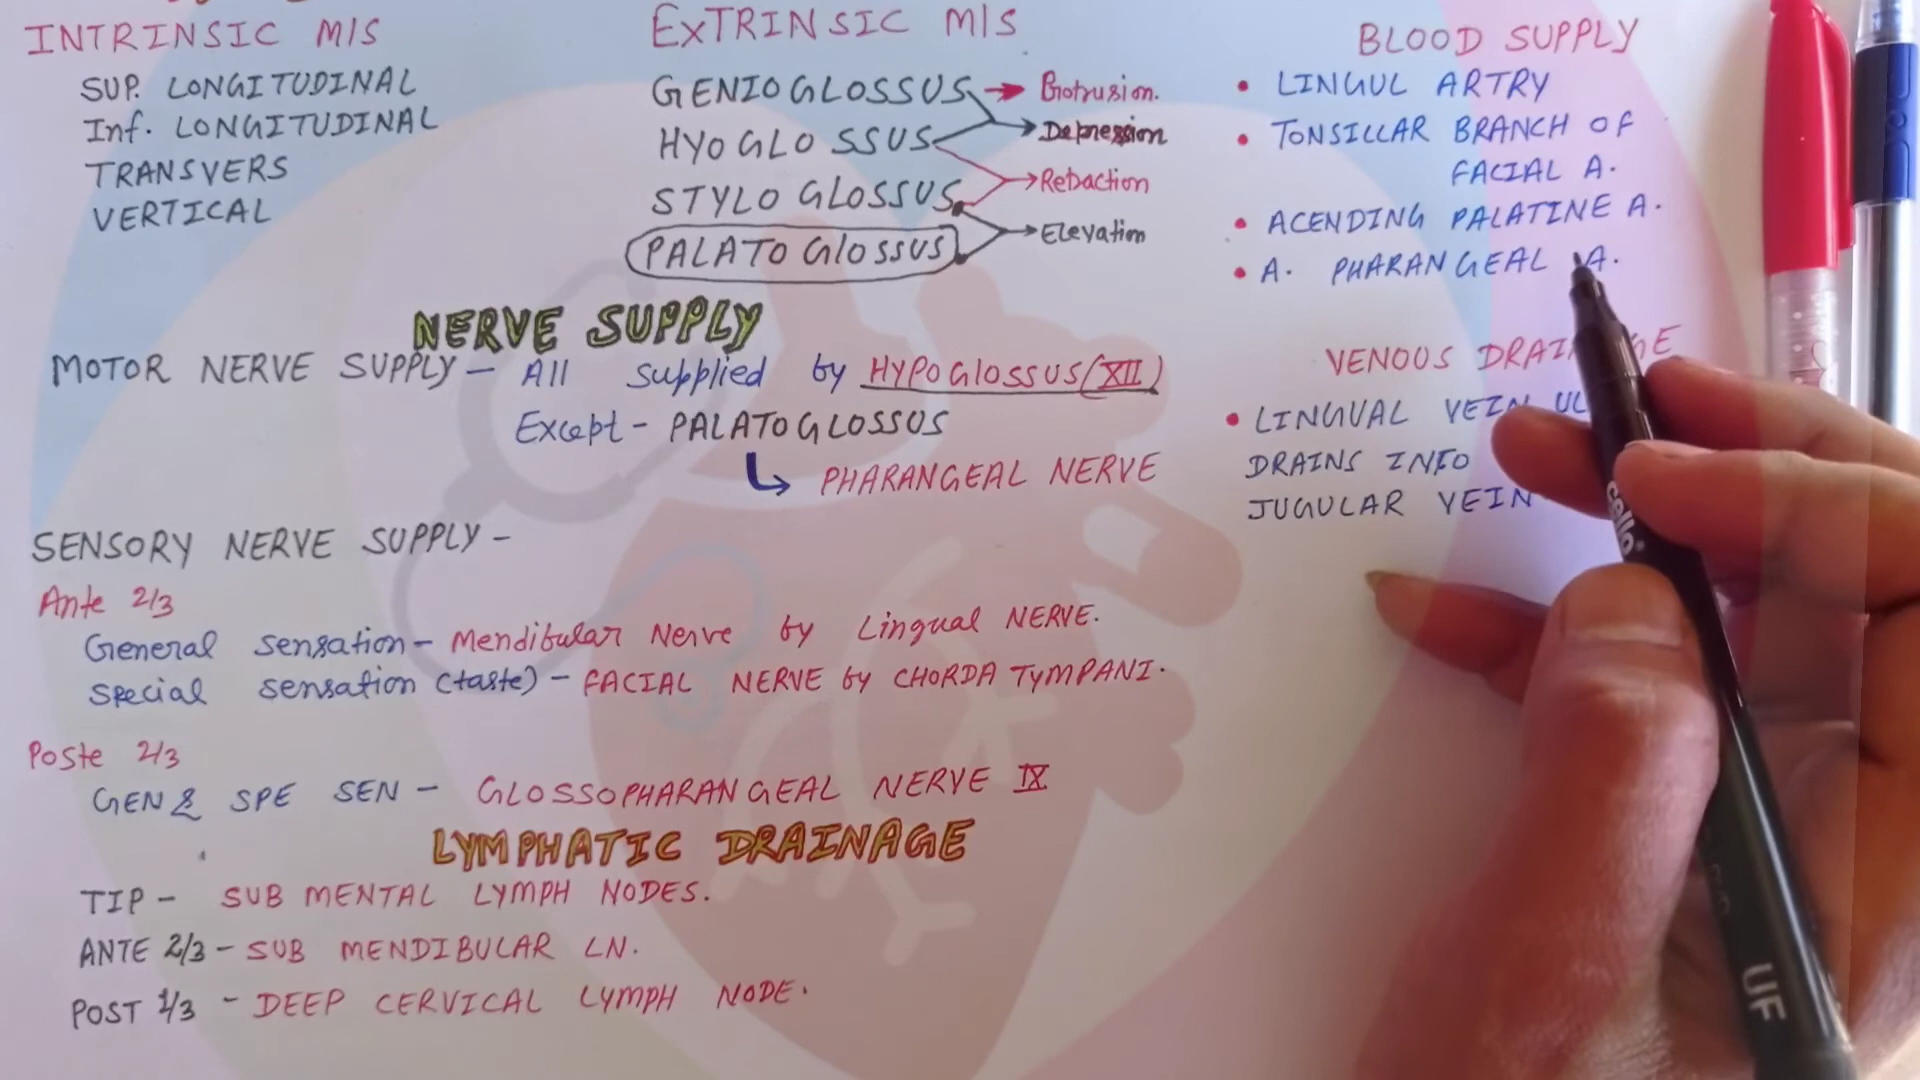 INTRINSIC M/S
SUP. LONGITUDINAL
Inf. LONGITUDINAL
TRANSVERS
VERTICAL
EXTRINSIC M/S
GENIOGLOSSUS
HYOGLOSSUS
STYLOGLOSSUS
PALATOGLOSSUS
Protrusion.
Depression
Retraction
Elevation
BLOOD SUPPLY
• LINGUL ARTRY
• TONSILLAR BRANCH OF
FACIAL A.
• ACENDING PALATINE A.
• A. PHARANGEAL A.
VENOUS
• LINGUAL VEIN
DRAINS INTO
JUGULAR VEIN
NERVE SUPPLY
MOTOR NERVE SUPPLY - All Supplied by HYPOGLOSSUS (XII)
Except - PALATOGLOSSUS
PHARANGEAL NERVE
SENSORY NERVE SUPPLY -
Ante 2/3
General Sensation - Mendibular Nerve by Lingual NERVE.
Special Sensation (taste) - FACIAL NERVE by CHORDA TYMPANI.
Poste 2/3
GEN & SPE SEN - GLOSSOPHARANGEAL NERVE IX
LYMPHATIC DRAINAGE
TIP - SUB MENTAL LYMPH NODES.
ANTE 2/3 - SUB MENDIBULAR LN.
POST 1/3 - DEEP CERVICAL LYMPH NODE.
cello
UF